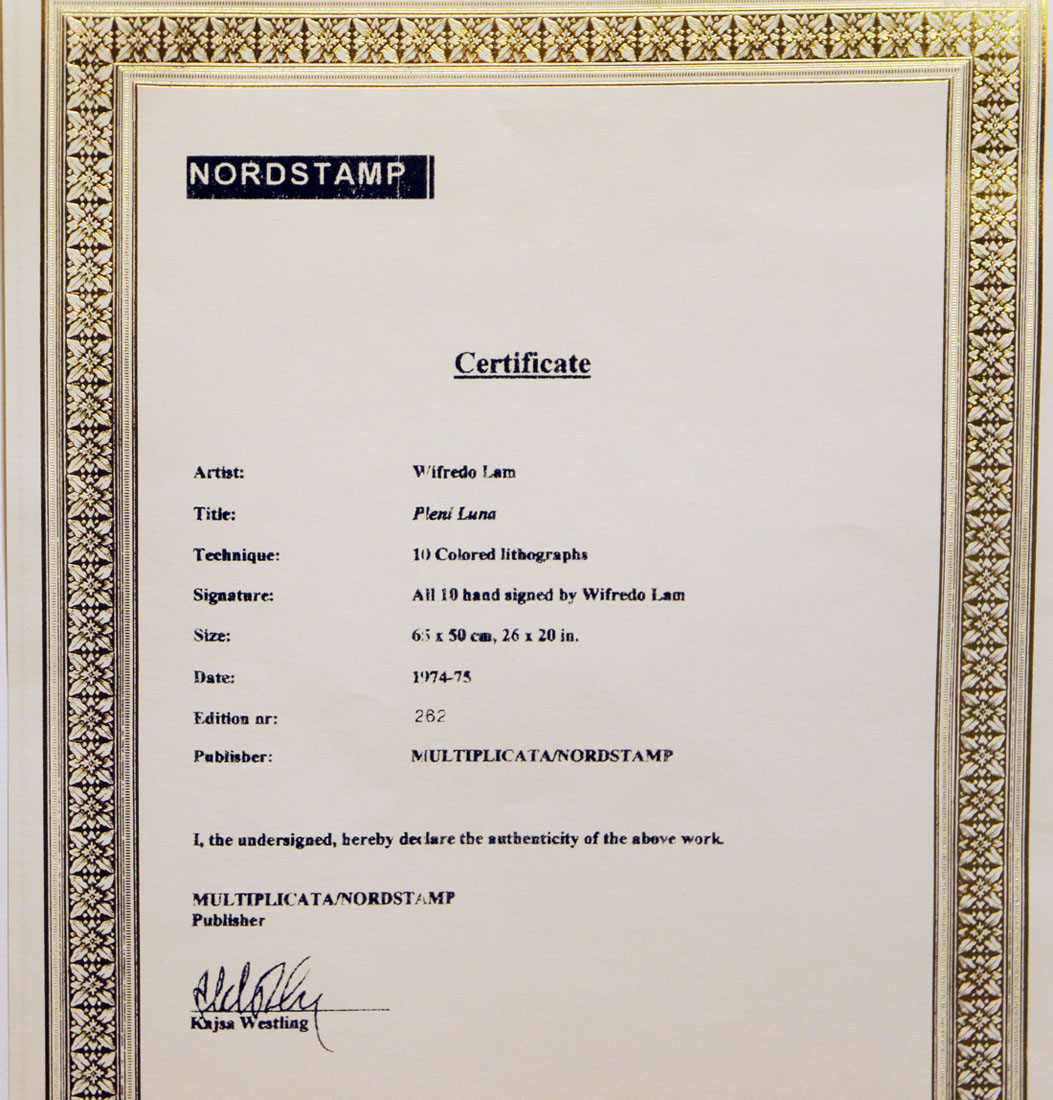 NORDSTAMP
Certificate
Artist: Wifredo Lam
Title: Pleni Luna
Technique: 10 Colored lithographs
Signature: All 10 hand signed by Wifredo Lam
Size: 65 x 50 cm, 26 x 20 in.
Date: 1974-75
Edition nr: 262
Publisher: MULTIPLICATA/NORDSTAMP
I, the undersigned, hereby declare the authenticity of the above work.
MULTIPLICATA/NORDSTAMP
Publisher
Kajsa Westling